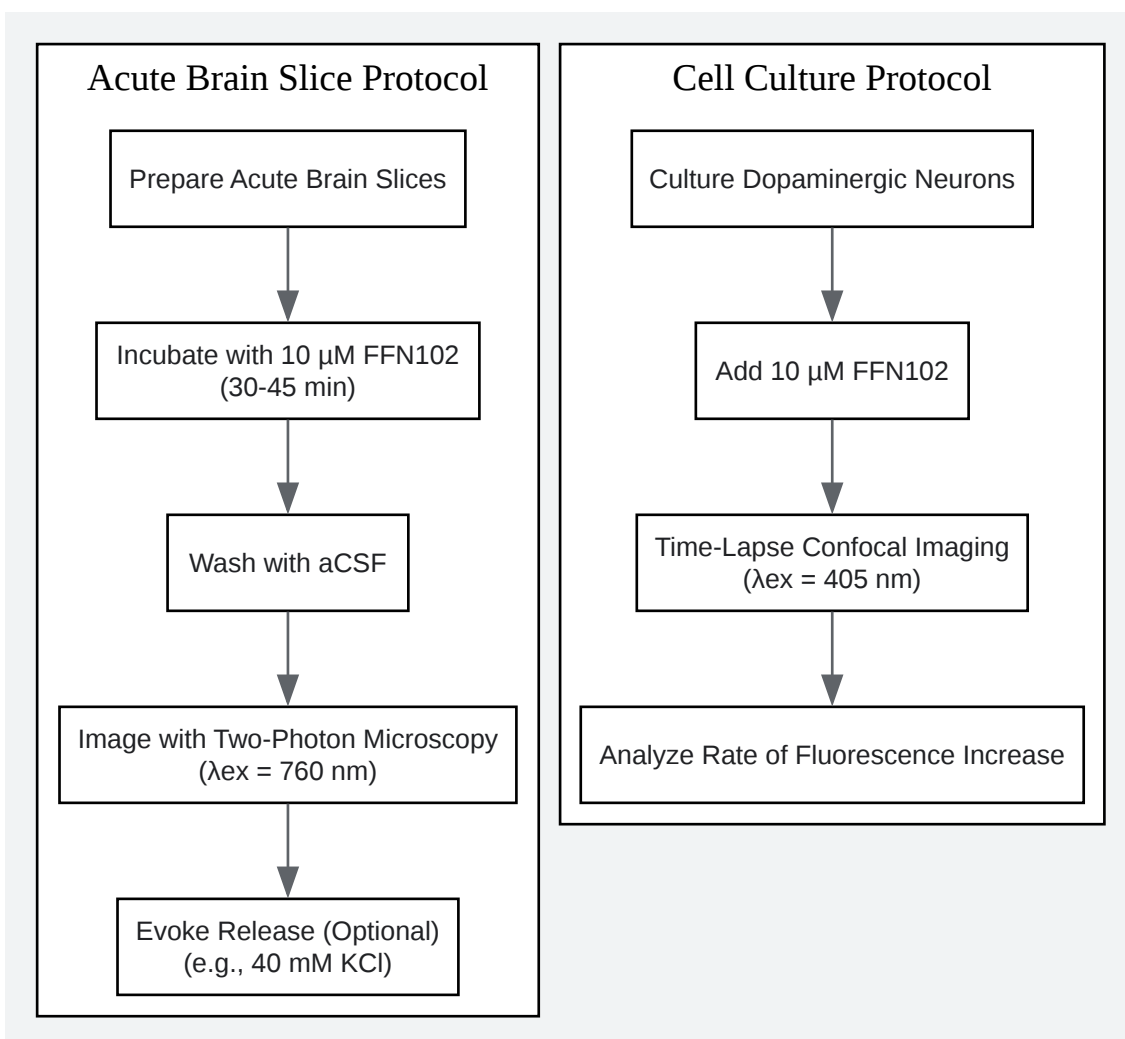 Acute Brain Slice Protocol
Prepare Acute Brain Slices
Incubate with 10 µM FFN102
(30-45 min)
Wash with aCSF
Image with Two-Photon Microscopy
(λex = 760 nm)
Evoke Release (Optional)
(e.g., 40 mM KCl)
Cell Culture Protocol
Culture Dopaminergic Neurons
Add 10 µM FFN102
Time-Lapse Confocal Imaging
(λex = 405 nm)
Analyze Rate of Fluorescence Increase